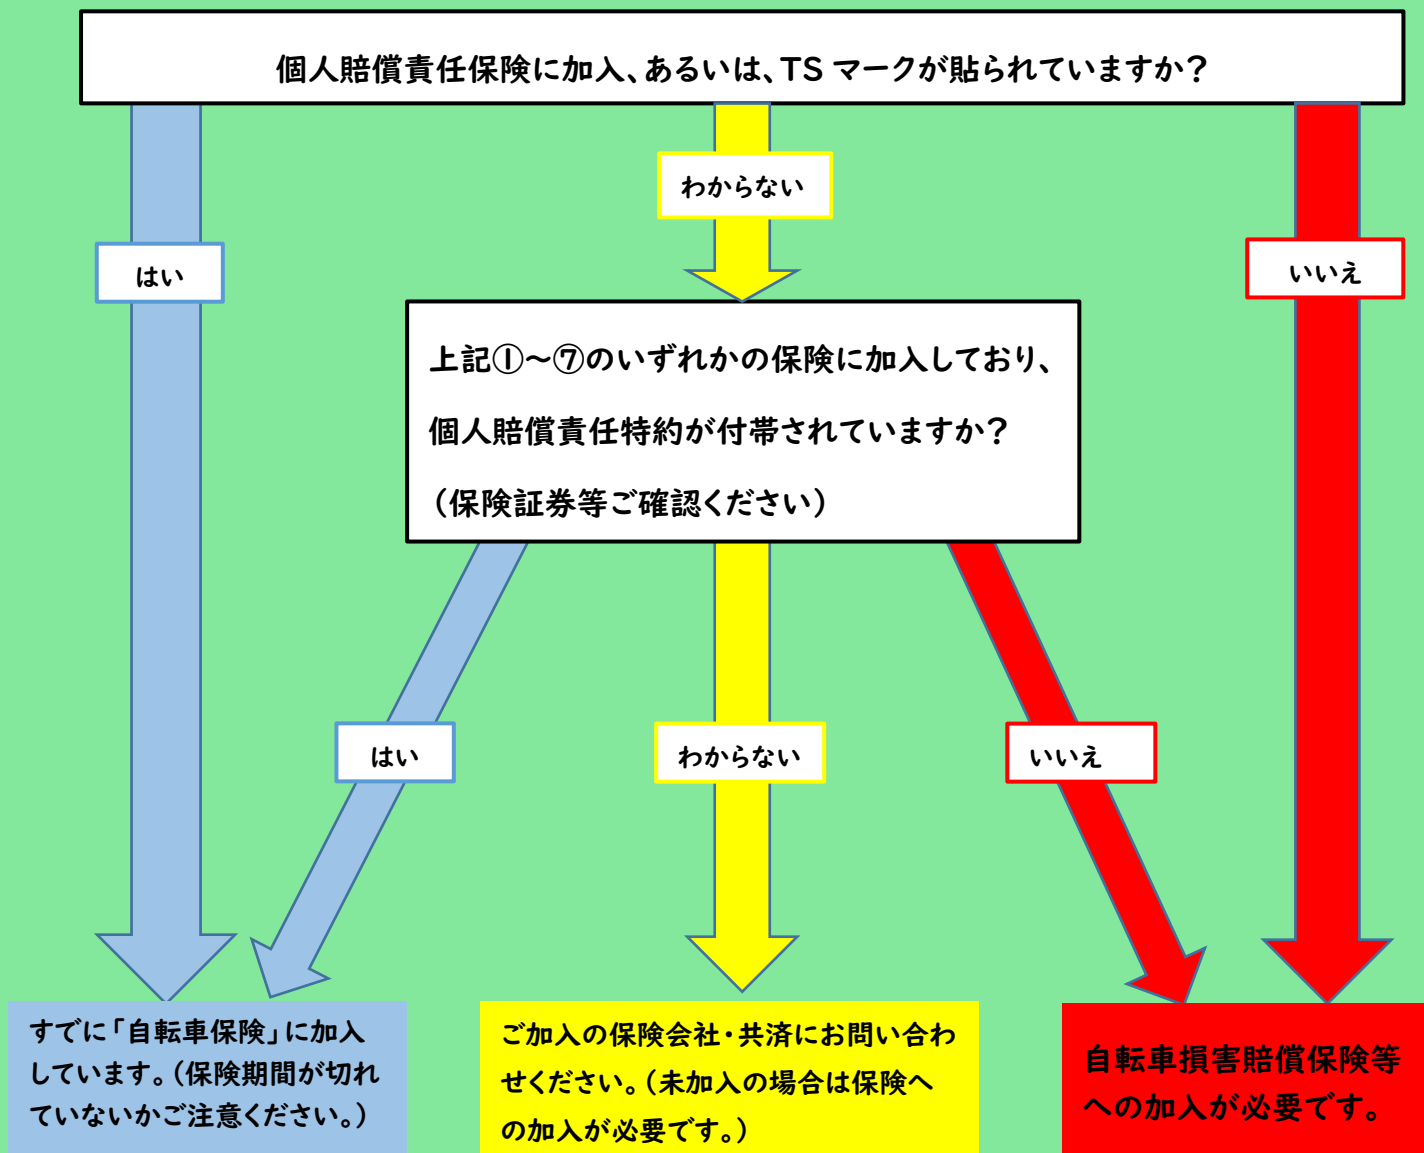 個人賠償責任保険に加入、あるいは、TSマークが貼られていますか？
わからない
はい
いいえ
上記①～⑦のいずれかの保険に加入しており、
個人賠償責任特約が付帯されていますか？
（保険証券等ご確認ください）
はい
わからない
いいえ
すでに「自転車保険」に加入
しています。（保険期間が切れ
ていないかご注意ください。）
ご加入の保険会社・共済にお問い合わ
せください。（未加入の場合は保険へ
の加入が必要です。）
自転車損害賠償保険等
への加入が必要です。